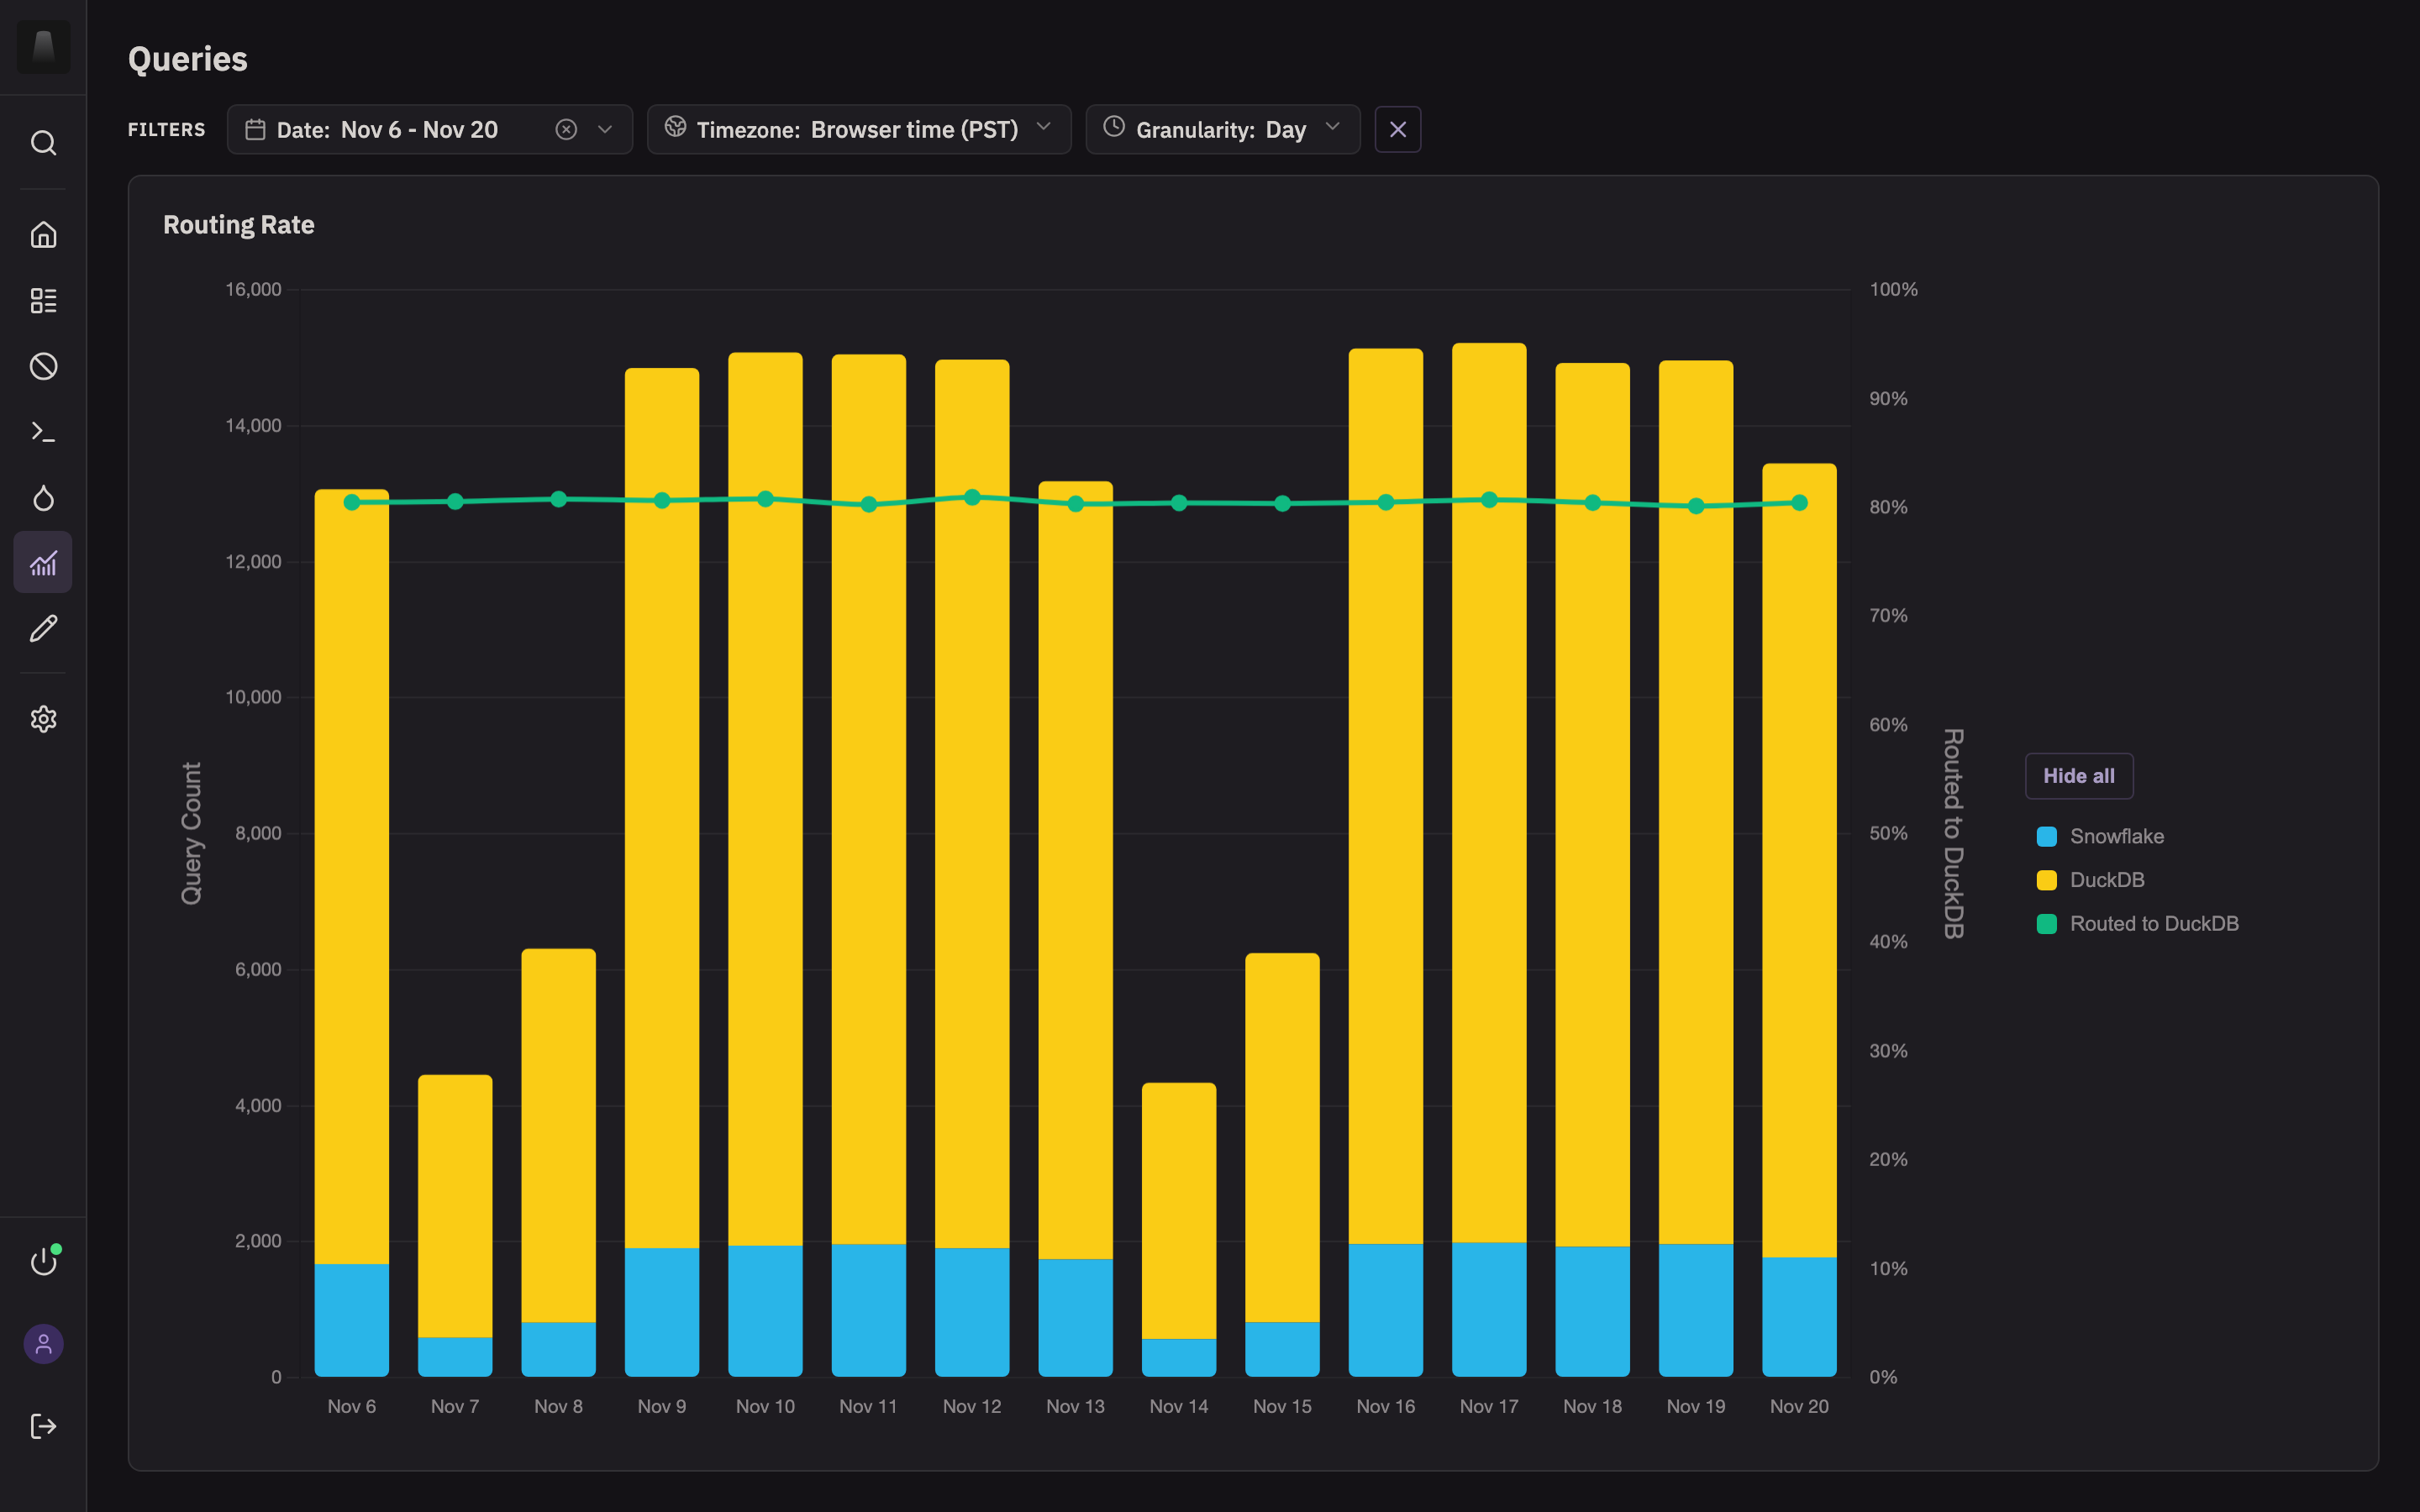 Queries
FILTERS
Date: Nov 6 - Nov 20
Timezone: Browser time (PST)
Granularity: Day
Routing Rate
16,000
14,000
12,000
10,000
8,000
6,000
4,000
2,000
0
Query Count
100%
90%
80%
70%
60%
50%
40%
30%
20%
10%
0%
Routed to DuckDB
Nov 6
Nov 7
Nov 8
Nov 9
Nov 10
Nov 11
Nov 12
Nov 13
Nov 14
Nov 15
Nov 16
Nov 17
Nov 18
Nov 19
Nov 20
Hide all
Snowflake
DuckDB
Routed to DuckDB